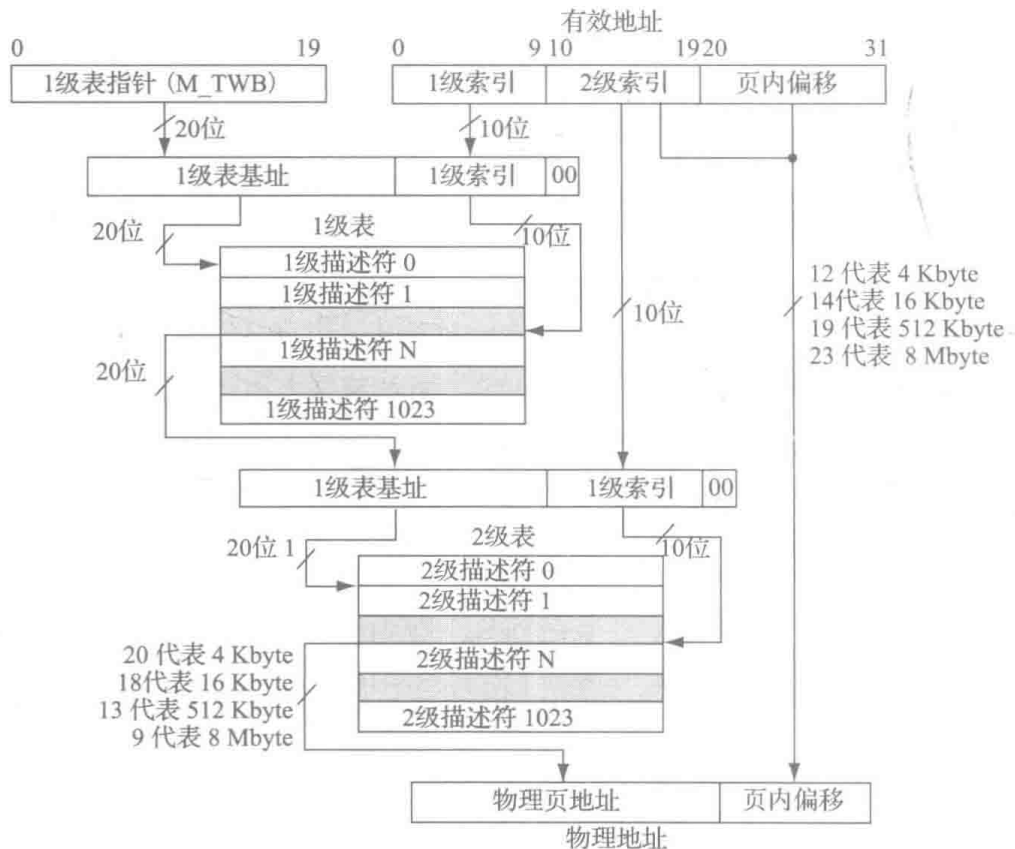 有效地址
0 19 0 9 10 19 20 31
1级表指针 (M_TWB) 1级索引 2级索引 页内偏移
20位 10位
1级表基址 1级索引 00
20位 1级表 10位
1级描述符 0
1级描述符 1
1级描述符 N
1级描述符 1023
20位
10位
12 代表 4 Kbyte
14代表 16 Kbyte
19 代表 512 Kbyte
23 代表 8 Mbyte
1级表基址 1级索引 00
20位 1 2级表 10位
2级描述符 0
2级描述符 1
2级描述符 N
2级描述符 1023
20 代表 4 Kbyte
18代表 16 Kbyte
13 代表 512 Kbyte
9 代表 8 Mbyte
物理页地址 页内偏移
物理地址